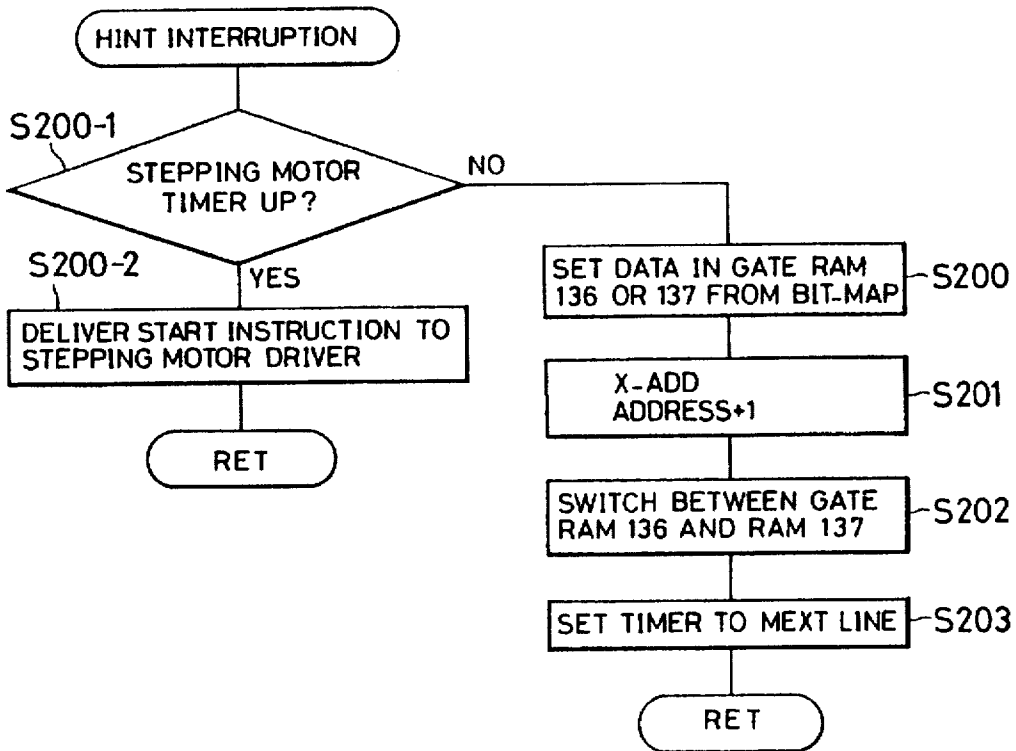 HINT INTERRUPTION
S200-1
STEPPING MOTOR
TIMER UP?
NO
S200-2
YES
DELIVER START INSTRUCTION TO
STEPPING MOTOR DRIVER
RET
SET DATA IN GATE RAM
136 OR 137 FROM BIT-MAP
S200
X-ADD
ADDRESS+1
S201
SWITCH BETWEEN GATE
RAM 136 AND RAM 137
S202
SET TIMER TO MEXT LINE
S203
RET